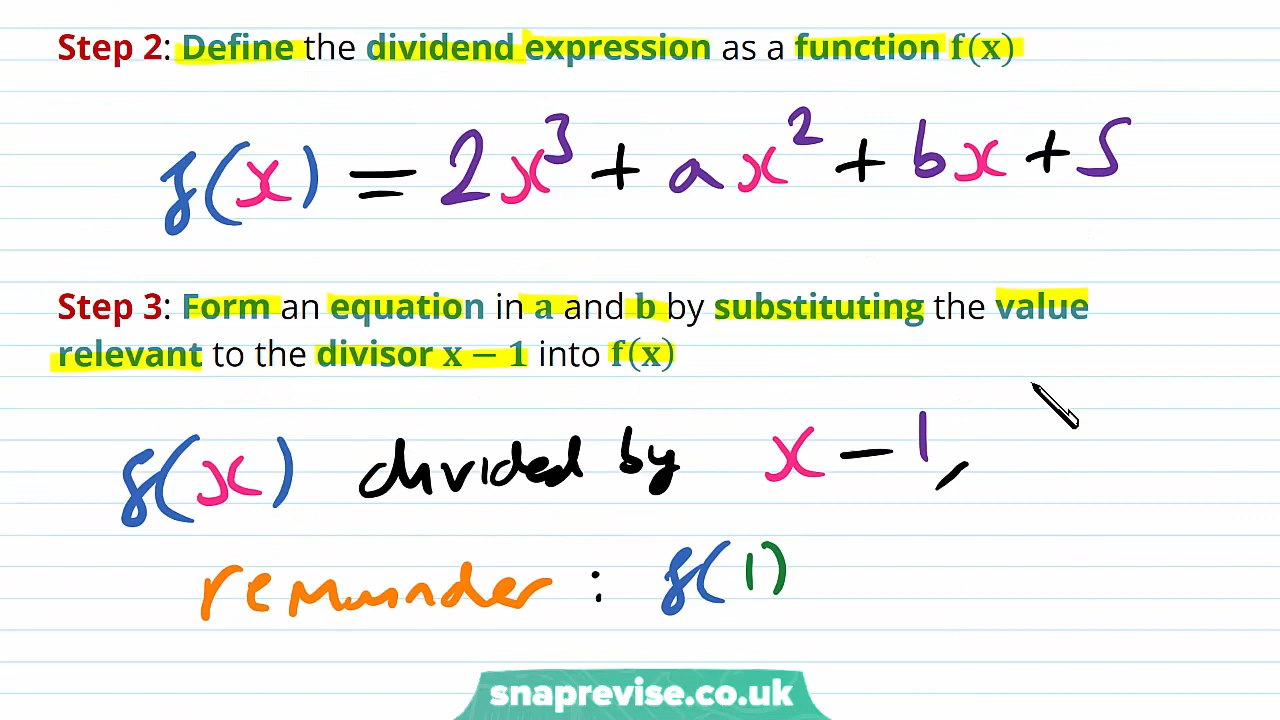 Step 2: Define the dividend expression as a function f(x)
f(x) = 2x³ + ax² + bx + 5
Step 3: Form an equation in a and b by substituting the value
relevant to the divisor x − 1 into f(x)
f(x) divided by x − 1,
remainder : f(1)
snaprevise.co.uk